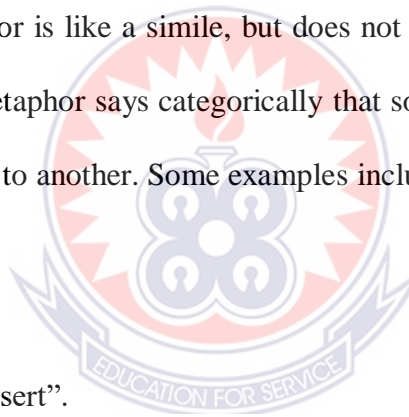 or is like a simile, but does not
etaphor says categorically that so
to another. Some examples inclu
EDUCATION FOR SERVICE
sert”.